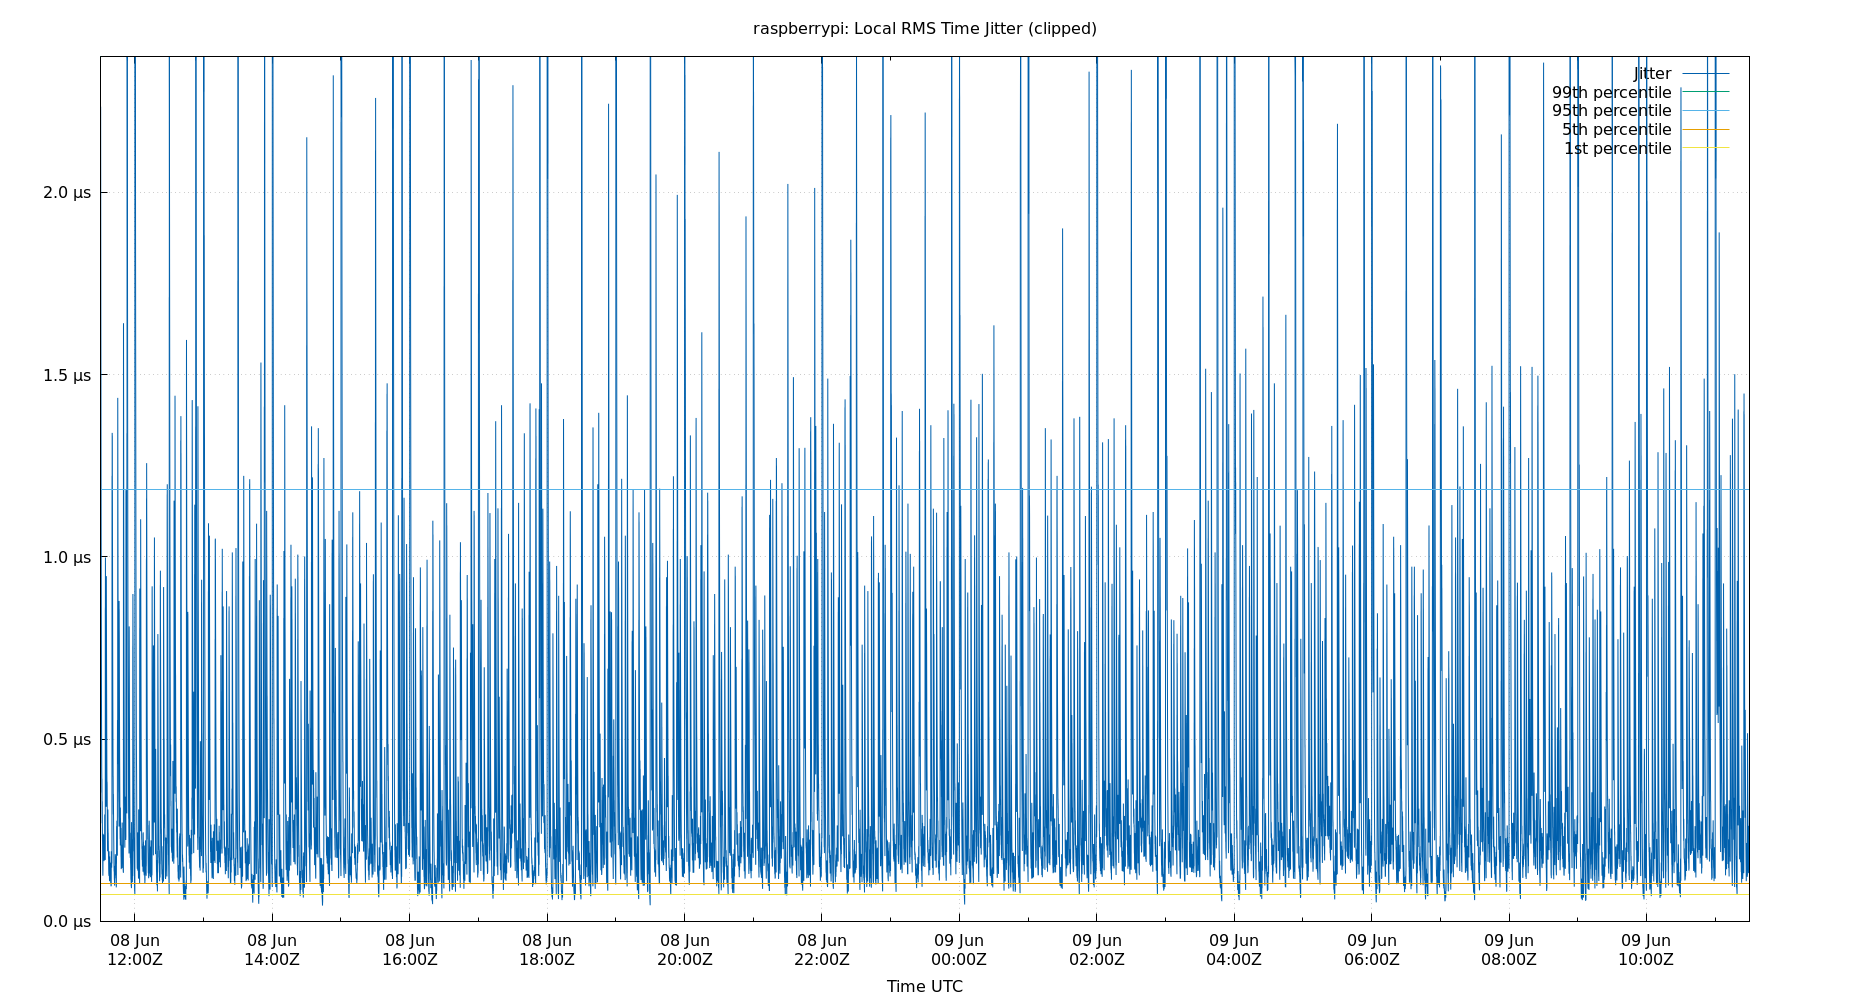 raspberrypi: Local RMS Time Jitter (clipped)
Jitter
99th percentile
95th percentile
5th percentile
1st percentile
2.0 µs
1.5 µs
1.0 µs
0.5 µs
0.0 µs
08 Jun 08 Jun 08 Jun 08 Jun 08 Jun 08 Jun 09 Jun 09 Jun 09 Jun 09 Jun 09 Jun 09 Jun
12:00Z 14:00Z 16:00Z 18:00Z 20:00Z 22:00Z 00:00Z 02:00Z 04:00Z 06:00Z 08:00Z 10:00Z
Time UTC